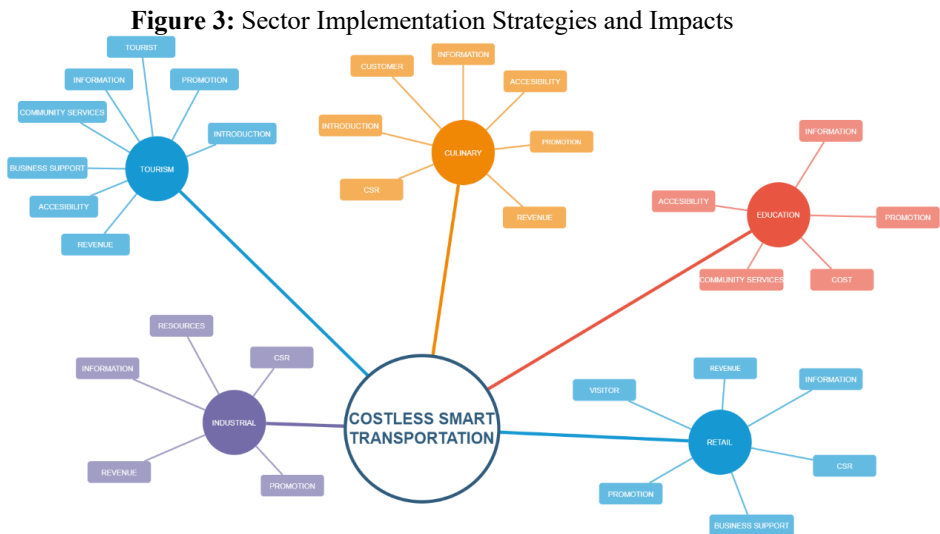 Figure 3: Sector Implementation Strategies and Impacts
TOURIST
INFORMATION
PROMOTION
COMMUNITY SERVICES
INTRODUCTION
BUSINESS SUPPORT
TOURISM
ACCESIBILITY
REVENUE
CUSTOMER
INFORMATION
ACCESIBILITY
INTRODUCTION
PROMOTION
CULINARY
CSR
REVENUE
INFORMATION
ACCESIBILITY
EDUCATION
PROMOTION
COMMUNITY SERVICES
COST
RESOURCES
INFORMATION
CSR
INDUSTRIAL
REVENUE
PROMOTION
COSTLESS SMART
TRANSPORTATION
VISITOR
REVENUE
INFORMATION
RETAIL
CSR
PROMOTION
BUSINESS SUPPORT